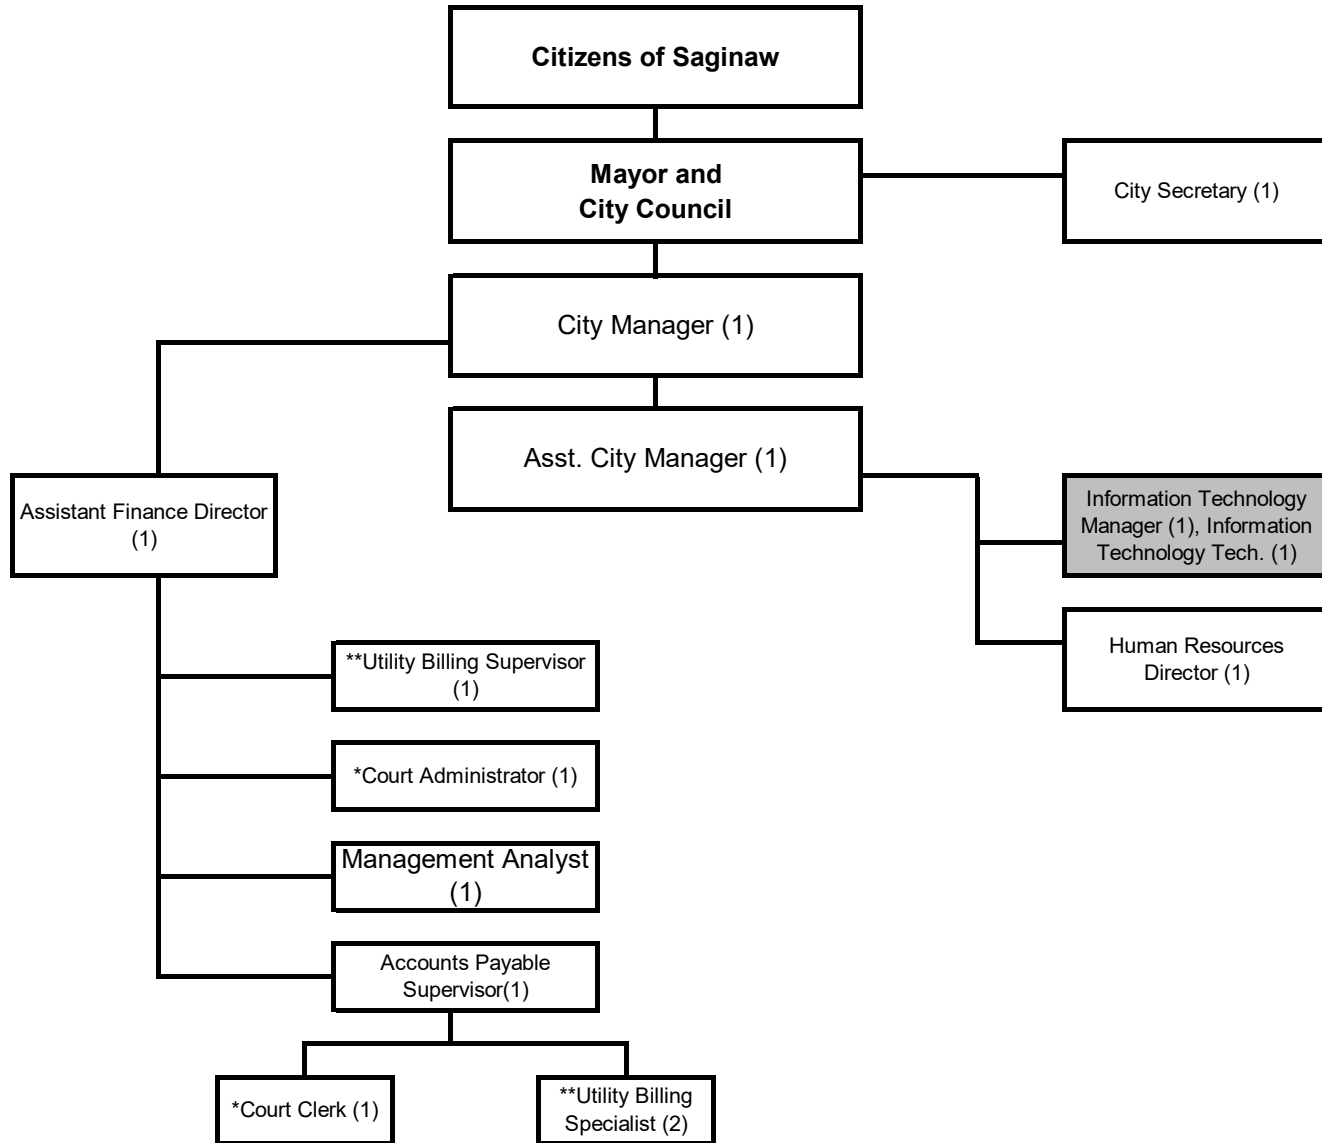 Citizens of Saginaw
Mayor and
City Council
City Secretary (1)
City Manager (1)
Asst. City Manager (1)
Assistant Finance Director
(1)
Information Technology
Manager (1), Information
Technology Tech. (1)
Human Resources
Director (1)
**Utility Billing Supervisor
(1)
*Court Administrator (1)
Management Analyst
(1)
Accounts Payable
Supervisor(1)
*Court Clerk (1)
**Utility Billing
Specialist (2)